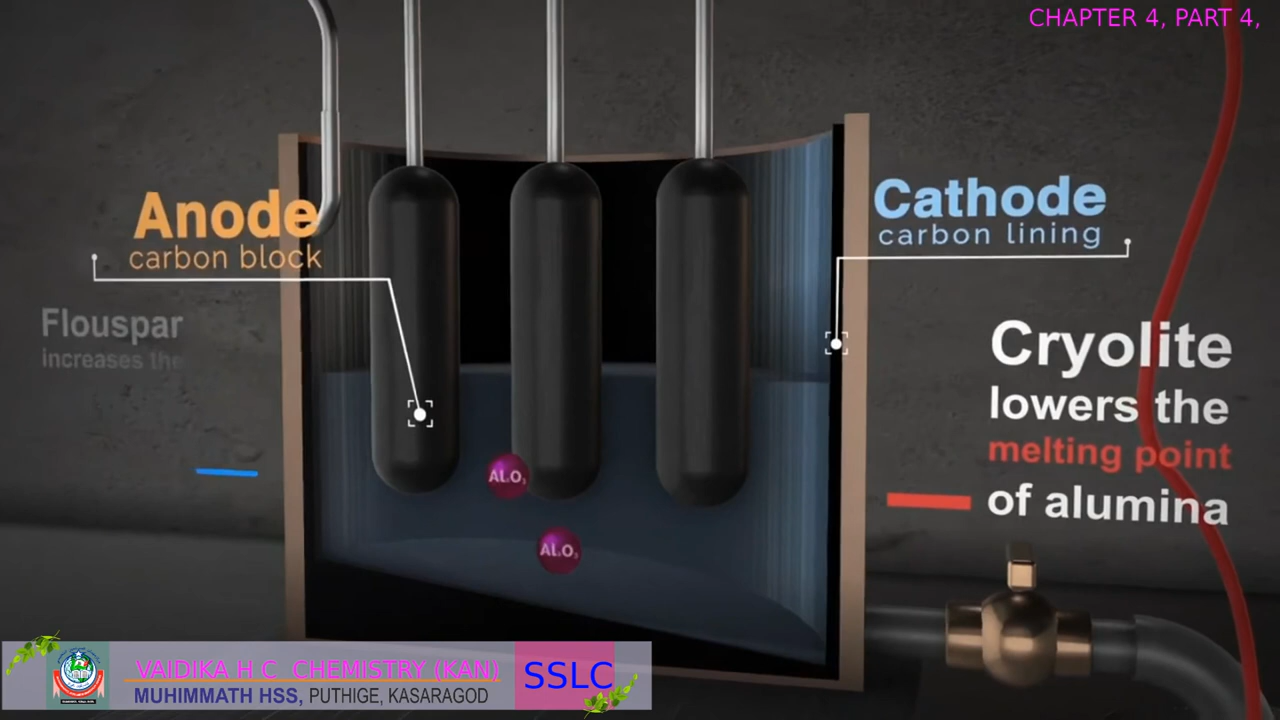 CHAPTER 4, PART 4,
Anode
carbon block
Cathode
carbon lining
Flouspar
increases the
Cryolite
lowers the
melting point
of alumina
Al₂O₃
Al₂O₃
VAIDIKA H C CHEMISTRY (KAN)
MUHIMMATH HSS, PUTHIGE, KASARAGOD
SSLC